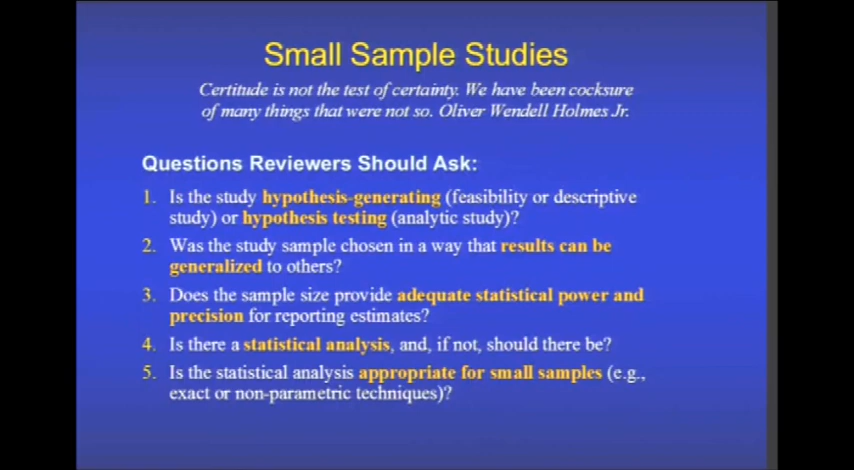 Small Sample Studies
Certitude is not the test of certainty. We have been cocksure
of many things that were not so. Oliver Wendell Holmes Jr.
Questions Reviewers Should Ask:
1. Is the study hypothesis-generating (feasibility or descriptive
study) or hypothesis testing (analytic study)?
2. Was the study sample chosen in a way that results can be
generalized to others?
3. Does the sample size provide adequate statistical power and
precision for reporting estimates?
4. Is there a statistical analysis, and, if not, should there be?
5. Is the statistical analysis appropriate for small samples (e.g.,
exact or non-parametric techniques)?